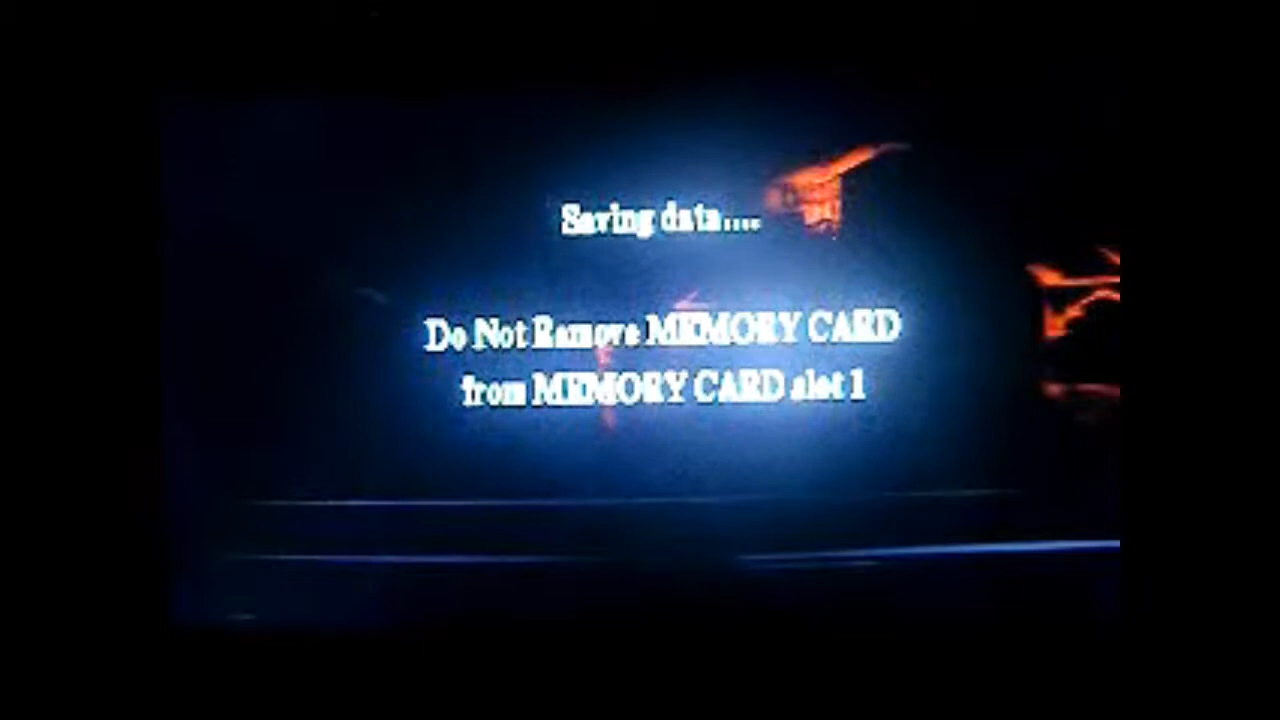 Saving data....
Do Not Remove MEMORY CARD
from MEMORY CARD slot 1